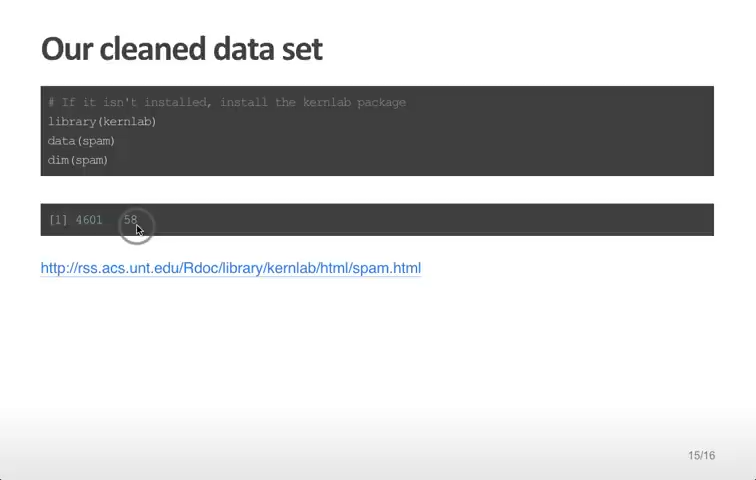 Our cleaned data set
# If it isn't installed, install the kernlab package
library(kernlab)
data(spam)
dim(spam)
[1] 4601   58
http://rss.acs.unt.edu/Rdoc/library/kernlab/html/spam.html
15/16